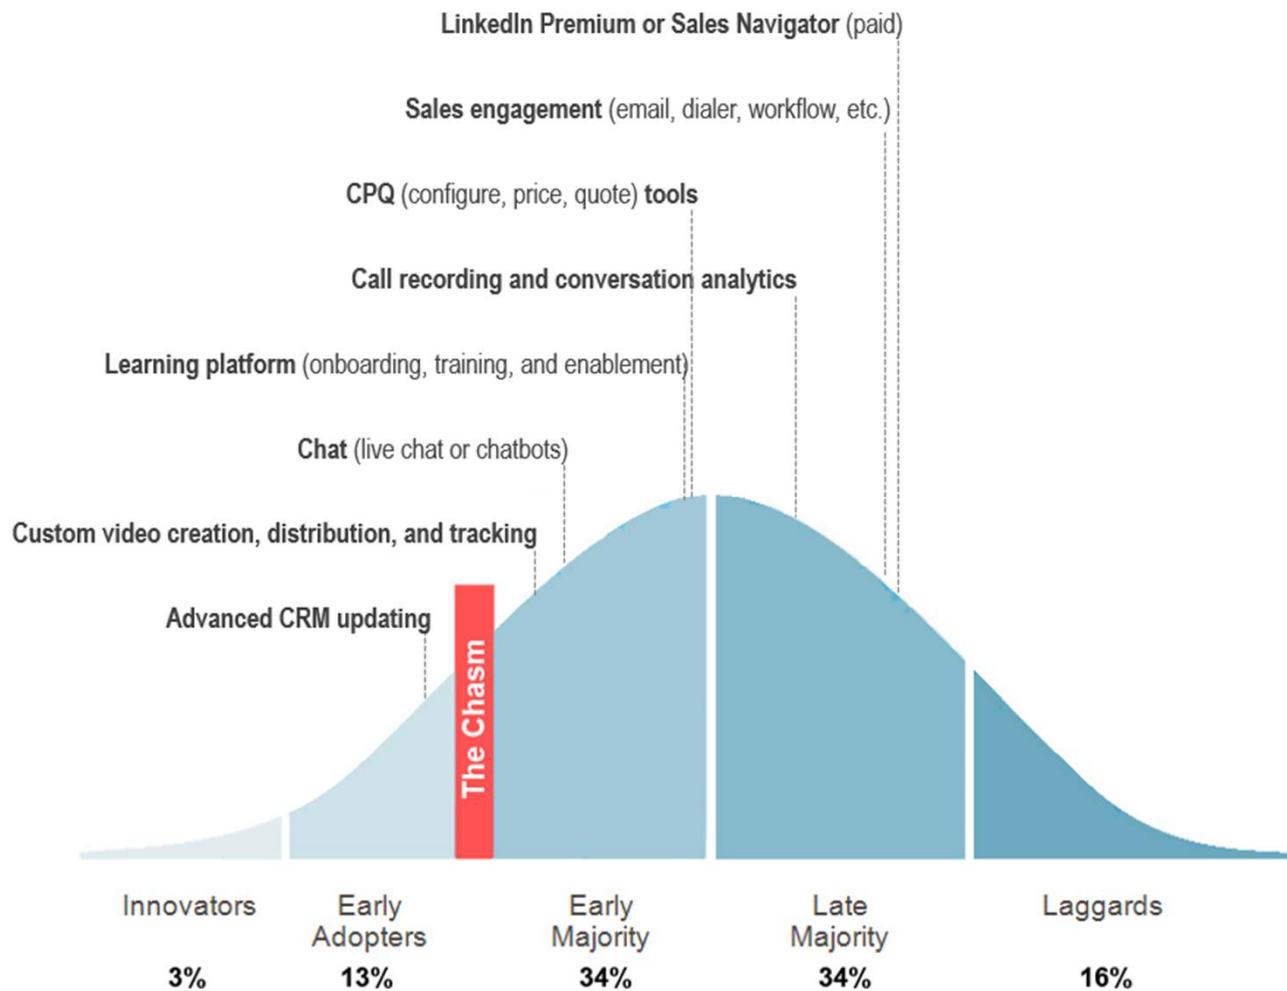 LinkedIn Premium or Sales Navigator (paid)
Sales engagement (email, dialer, workflow, etc.)
CPQ (configure, price, quote) tools
Call recording and conversation analytics
Learning platform (onboarding, training, and enablement)
Chat (live chat or chatbots)
Custom video creation, distribution, and tracking
Advanced CRM updating
The Chasm
Innovators
3%
Early
Adopters
13%
Early
Majority
34%
Late
Majority
34%
Laggards
16%